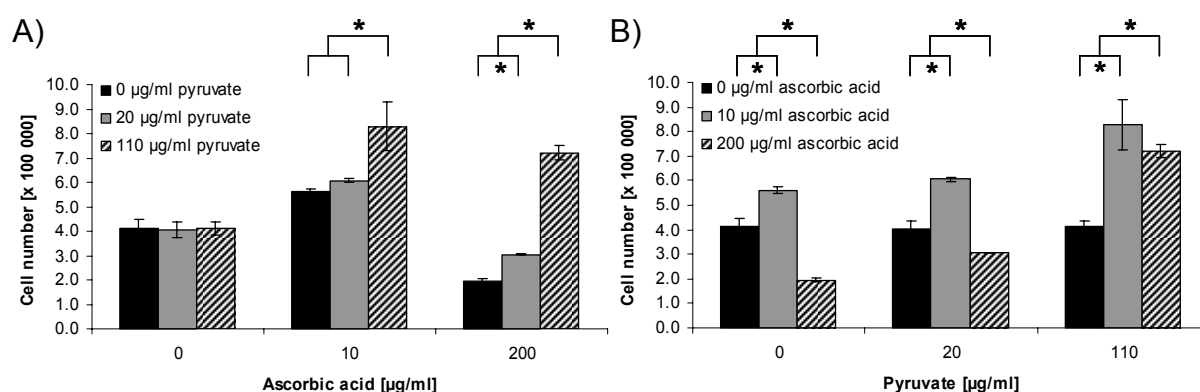 A)
* *
*
10.0
9.0
8.0
7.0
6.0
5.0
4.0
3.0
2.0
1.0
0.0
Cell number [x 100 000]
0 µg/ml pyruvate
20 µg/ml pyruvate
110 µg/ml pyruvate
0 10 200
Ascorbic acid [µg/ml]
B)
* * *
* * *
10.0
9.0
8.0
7.0
6.0
5.0
4.0
3.0
2.0
1.0
0.0
Cell number [x 100 000]
0 µg/ml ascorbic acid
10 µg/ml ascorbic acid
200 µg/ml ascorbic acid
0 20 110
Pyruvate [µg/ml]